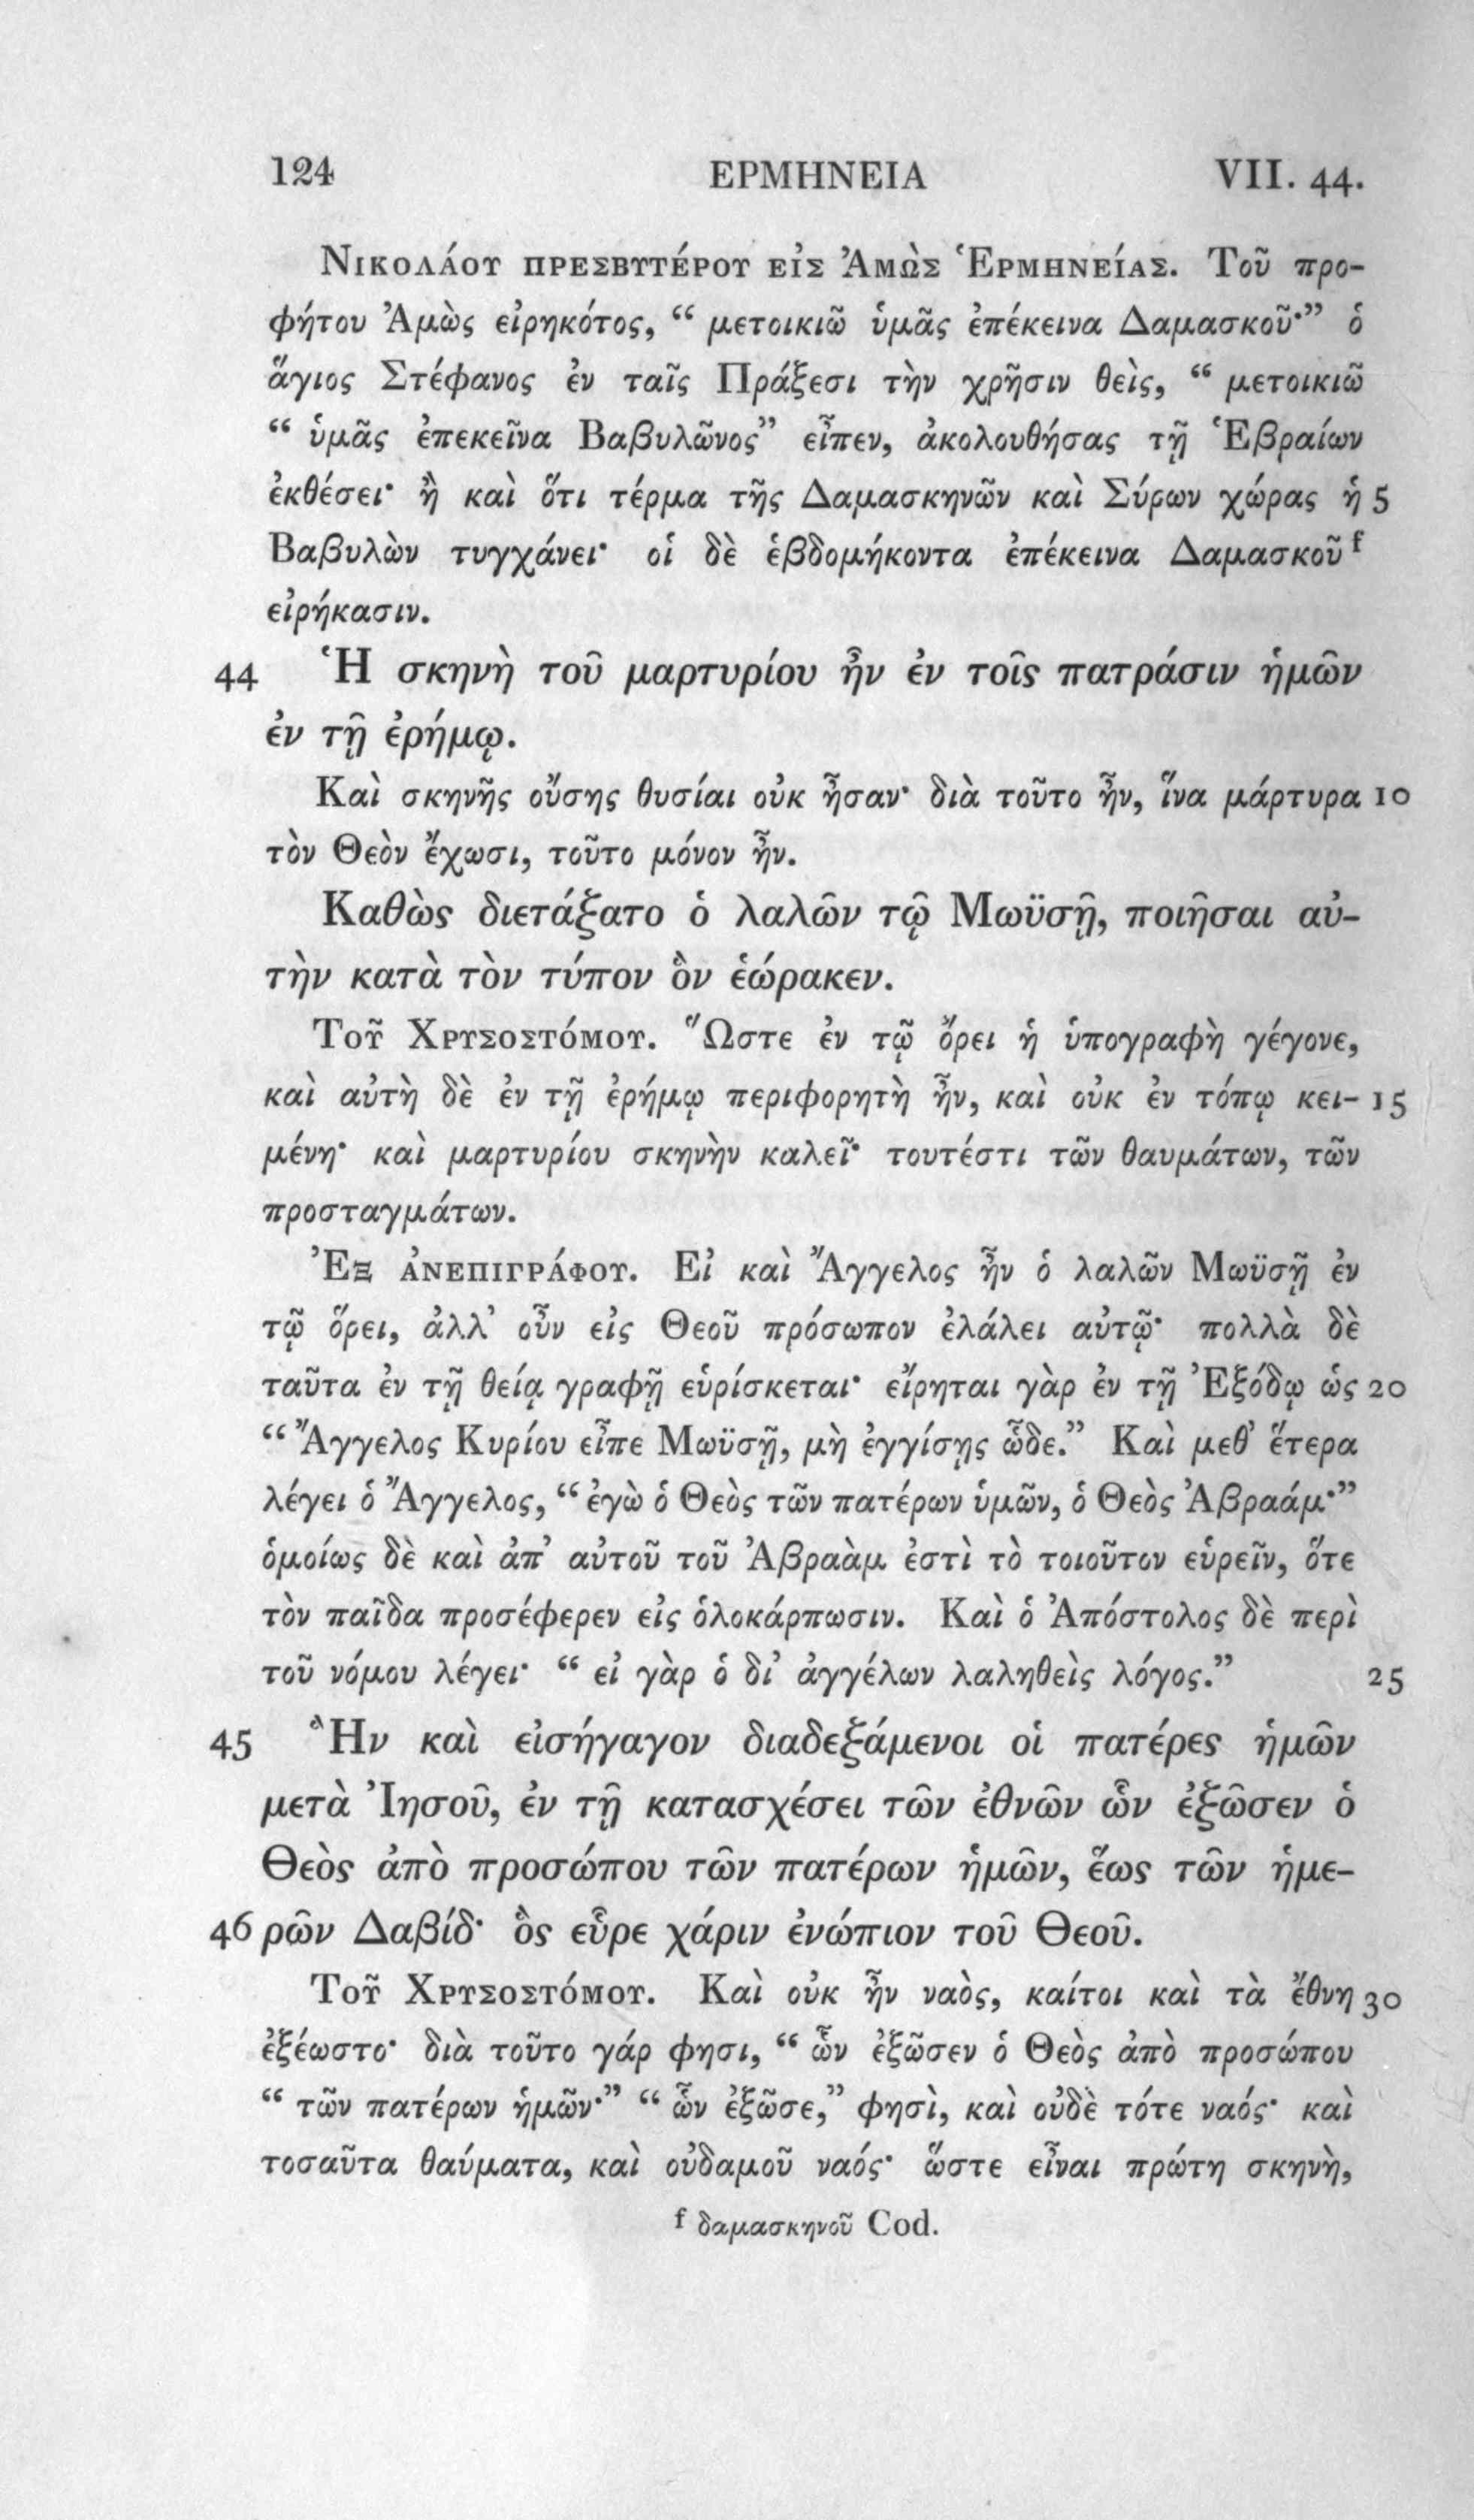 124 ΕΡΜΗΝΕΙΑ VII. 44.
Νικολάου πρεσβυτέρου εἰς Ἀμὼς Ἑρμηνείας. Τοῦ προ-
φήτου Ἀμὼς εἰρηκότος, “ μετοικιῶ ὑμᾶς ἐπέκεινα Δαμασκοῦ·” ὁ
ἅγιος Στέφανος ἐν ταῖς Πράξεσι τὴν χρῆσιν θεὶς, “ μετοικιῶ
“ ὑμᾶς ἐπεκεῖνα Βαβυλῶνος” εἶπεν, ἀκολουθήσας τῇ Ἑβραίων
ἐκθέσει· ἢ καὶ ὅτι τέρμα τῆς Δαμασκηνῶν καὶ Σύρων χώρας ἡ 5
Βαβυλὼν τυγχάνει· οἱ δὲ ἑβδομήκοντα ἐπέκεινα Δαμασκοῦ f
εἰρήκασιν.
44 Ἡ σκηνὴ τοῦ μαρτυρίου ἦν ἐν τοῖς πατράσιν ἡμῶν
ἐν τῇ ἐρήμῳ.
Καὶ σκηνῆς οὔσης θυσίαι οὐκ ἦσαν· διὰ τοῦτο ἦν, ἵνα μάρτυρα 10
τὸν Θεὸν ἔχωσι, τοῦτο μόνον ἦν.
Καθὼς διετάξατο ὁ λαλῶν τῷ Μωϋσῇ, ποιῆσαι αὐ-
τὴν κατὰ τὸν τύπον ὃν ἑώρακεν.
Τοῦ Χρυσοστόμου. Ὥστε ἐν τῷ ὄρει ἡ ὑπογραφὴ γέγονε,
καὶ αὐτὴ δὲ ἐν τῇ ἐρήμῳ περιφορητὴ ἦν, καὶ οὐκ ἐν τόπῳ κει- 15
μένη· καὶ μαρτυρίου σκηνὴν καλεῖ· τουτέστι τῶν θαυμάτων, τῶν
προσταγμάτων.
Ἐξ ἀνεπιγράφου. Εἰ καὶ Ἄγγελος ἦν ὁ λαλῶν Μωϋσῇ ἐν
τῷ ὄρει, ἀλλ’ οὖν εἰς Θεοῦ πρόσωπον ἐλάλει αὐτῷ· πολλὰ δὲ
ταῦτα ἐν τῇ θείᾳ γραφῇ εὑρίσκεται· εἴρηται γὰρ ἐν τῇ Ἐξόδῳ ὡς 20
“ Ἄγγελος Κυρίου εἶπε Μωϋσῇ, μὴ ἐγγίσῃς ὧδε.” Καὶ μεθ’ ἕτερα
λέγει ὁ Ἄγγελος, “ ἐγὼ ὁ Θεὸς τῶν πατέρων ὑμῶν, ὁ Θεὸς Ἀβραάμ·”
ὁμοίως δὲ καὶ ἀπ’ αὐτοῦ τοῦ Ἀβραὰμ ἐστὶ τὸ τοιοῦτον εὑρεῖν, ὅτε
τὸν παῖδα προσέφερεν εἰς ὁλοκάρπωσιν. Καὶ ὁ Ἀπόστολος δὲ περὶ
τοῦ νόμου λέγει· “ εἰ γὰρ ὁ δι’ ἀγγέλων λαληθεὶς λόγος.” 25
45 Ἣν καὶ εἰσήγαγον διαδεξάμενοι οἱ πατέρες ἡμῶν
μετὰ Ἰησοῦ, ἐν τῇ κατασχέσει τῶν ἐθνῶν ὧν ἐξῶσεν ὁ
Θεὸς ἀπὸ προσώπου τῶν πατέρων ἡμῶν, ἕως τῶν ἡμε-
46 ρῶν Δαβίδ· ὃς εὗρε χάριν ἐνώπιον τοῦ Θεοῦ.
Τοῦ Χρυσοστόμου. Καὶ οὐκ ἦν ναὸς, καίτοι καὶ τὰ ἔθνη 30
ἐξέωστο· διὰ τοῦτο γάρ φησι, “ ὧν ἐξῶσεν ὁ Θεὸς ἀπὸ προσώπου
“ τῶν πατέρων ἡμῶν·” “ ὧν ἐξῶσε,” φησὶ, καὶ οὐδὲ τότε ναός· καὶ
τοσαῦτα θαύματα, καὶ οὐδαμοῦ ναός· ὥστε εἶναι πρώτη σκηνὴ,
f δαμασκηνοῦ Cod.